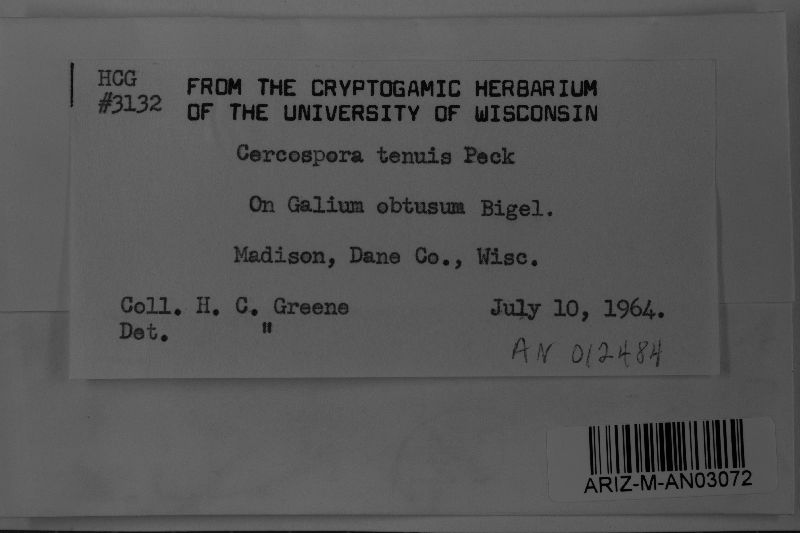 HCG
#3132
FROM THE CRYPTOGAMIC HERBARIUM
OF THE UNIVERSITY OF WISCONSIN
Cercospora tenuis Peck
On Galium obtusum Bigel.
Madison, Dane Co., Wisc.
Coll. H. C. Greene July 10, 1964.
Det. "
AN 012484
ARIZ-M-AN03072